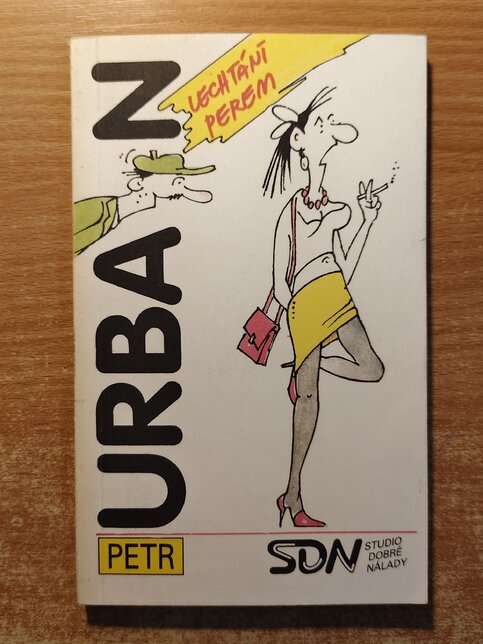 LECHTÁNÍ
PEREM
URBAN
PETR
SDN
STUDIO
DOBRÉ
NÁLADY